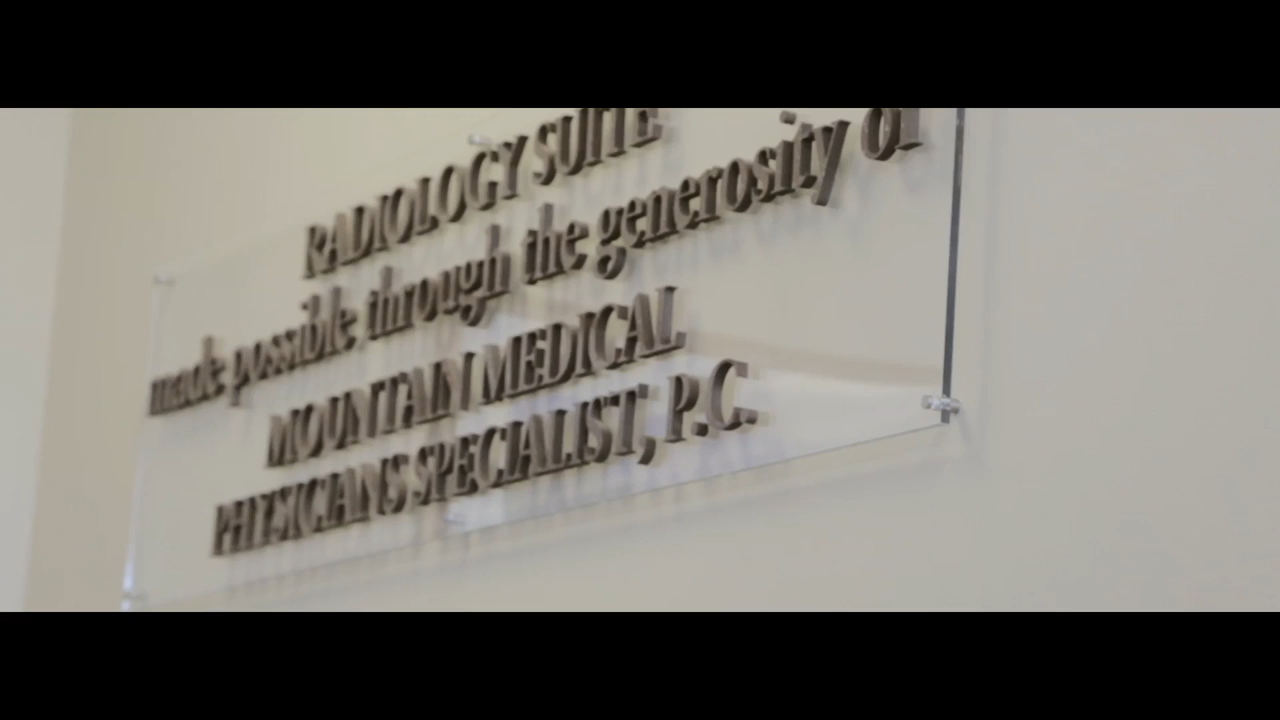 RADIOLOGY SUITE
made possible through the generosity of
MOUNTAIN MEDICAL
PHYSICIANS SPECIALIST, P.C.